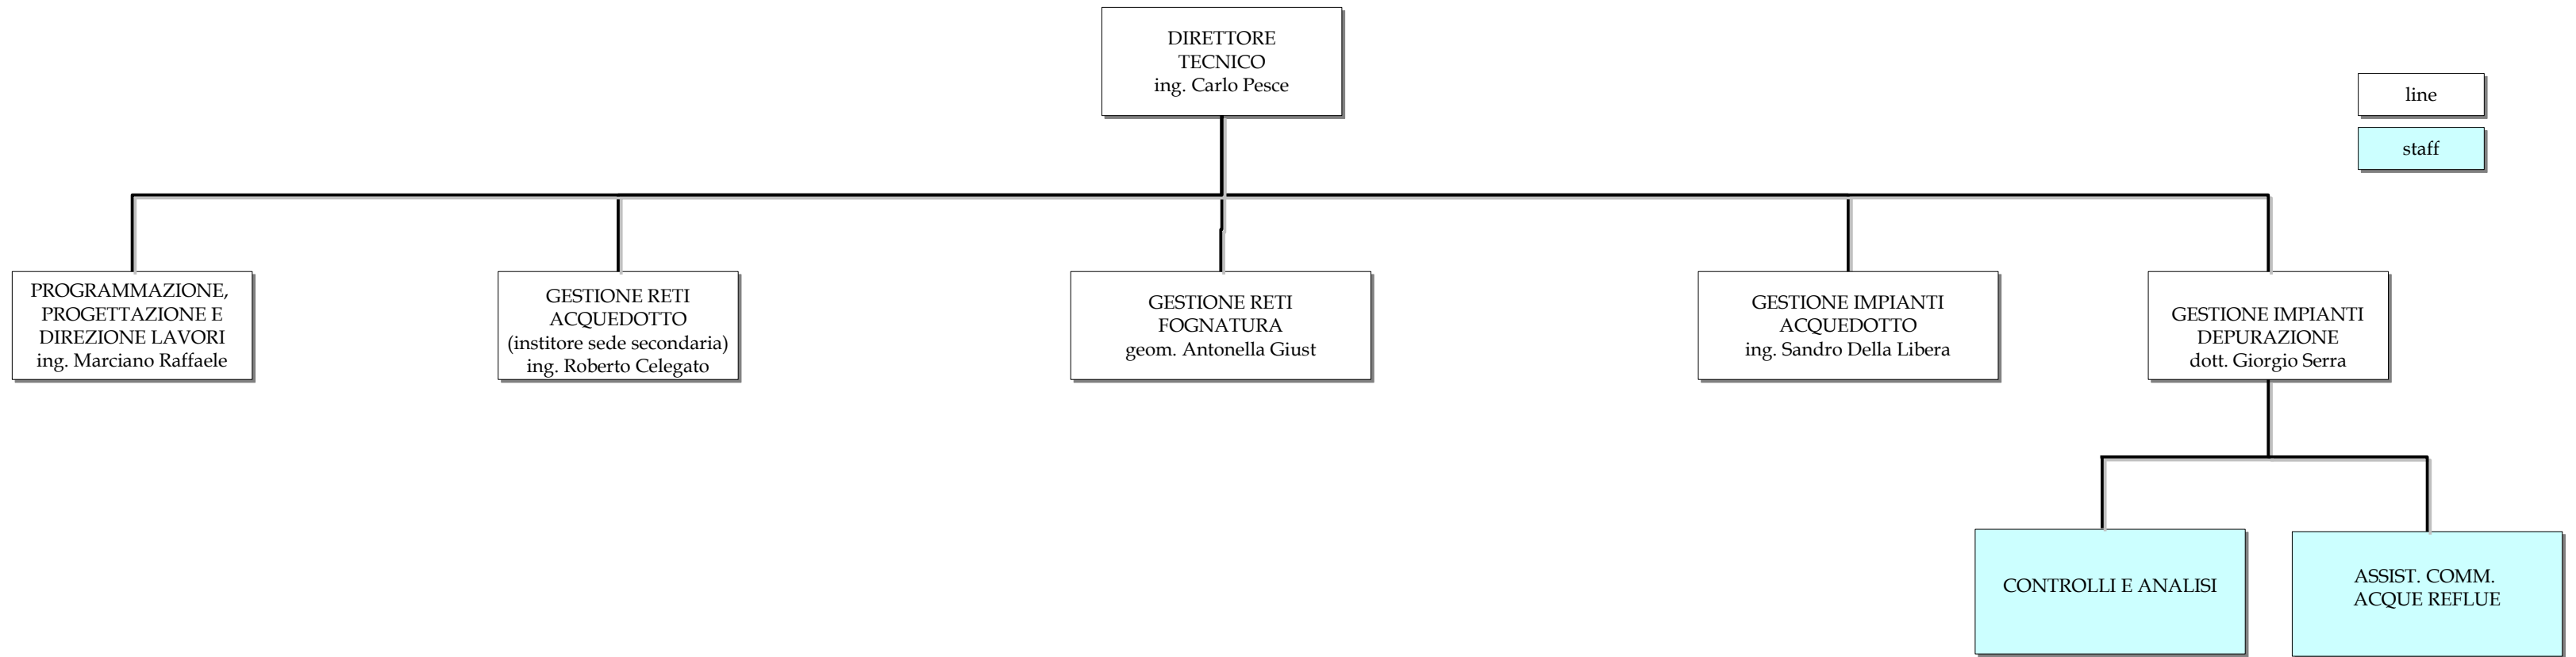 DIRETTORE
TECNICO
ing. Carlo Pesce
line
staff
PROGRAMMAZIONE,
PROGETTAZIONE E
DIREZIONE LAVORI
ing. Marciano Raffaele
GESTIONE RETI
ACQUEDOTTO
(institore sede secondaria)
ing. Roberto Celegato
GESTIONE RETI
FOGNATURA
geom. Antonella Giust
GESTIONE IMPIANTI
ACQUEDOTTO
ing. Sandro Della Libera
GESTIONE IMPIANTI
DEPURAZIONE
dott. Giorgio Serra
CONTROLLI E ANALISI
ASSIST. COMM.
ACQUE REFLUE